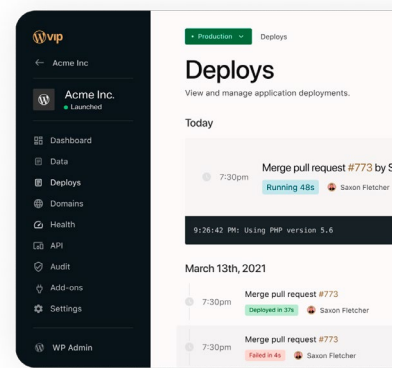 vip
Acme Inc
Acme Inc.
Launched
Dashboard
Data
Deploys
Domains
Health
API
Audit
Add-ons
Settings
WP Admin
Production
Deploys
Deploys
View and manage application deployments.
Today
7:30pm
Merge pull request #773 by S
Running 48s
Saxon Fletcher
9:26:42 PM: Using PHP version 5.6
March 13th, 2021
7:30pm
Merge pull request #773
Deployed in 37s
Saxon Fletcher
7:30pm
Merge pull request #773
Failed in 4s
Saxon Fletcher